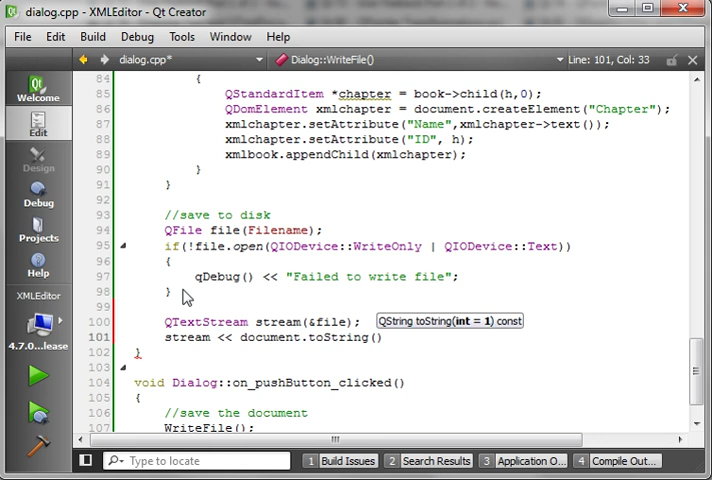 dialog.cpp - XMLEditor - Qt Creator
File Edit Build Debug Tools Window Help
dialog.cpp* Dialog::WriteFile() Line: 101, Col: 33
Welcome
Edit
Design
Debug
Projects
Help
XMLEditor
4.7.0...lease
84 {
85 QStandardItem *chapter = book->child(h,0);
86 QDomElement xmlchapter = document.createElement("Chapter");
87 xmlchapter.setAttribute("Name",xmlchapter->text());
88 xmlchapter.setAttribute("ID", h);
89 xmlbook.appendChild(xmlchapter);
90 }
91 }
92
93 //save to disk
94 QFile file(Filename);
95 if(!file.open(QIODevice::WriteOnly | QIODevice::Text))
96 {
97 qDebug() << "Failed to write file";
98 }
99
100 QTextStream stream(&file); QString toString(int = 1) const
101 stream << document.toString()
102 }
103
104 void Dialog::on_pushButton_clicked()
105 {
106 //save the document
107 WriteFile();
Type to locate 1 Build Issues 2 Search Results 3 Application O... 4 Compile Out...